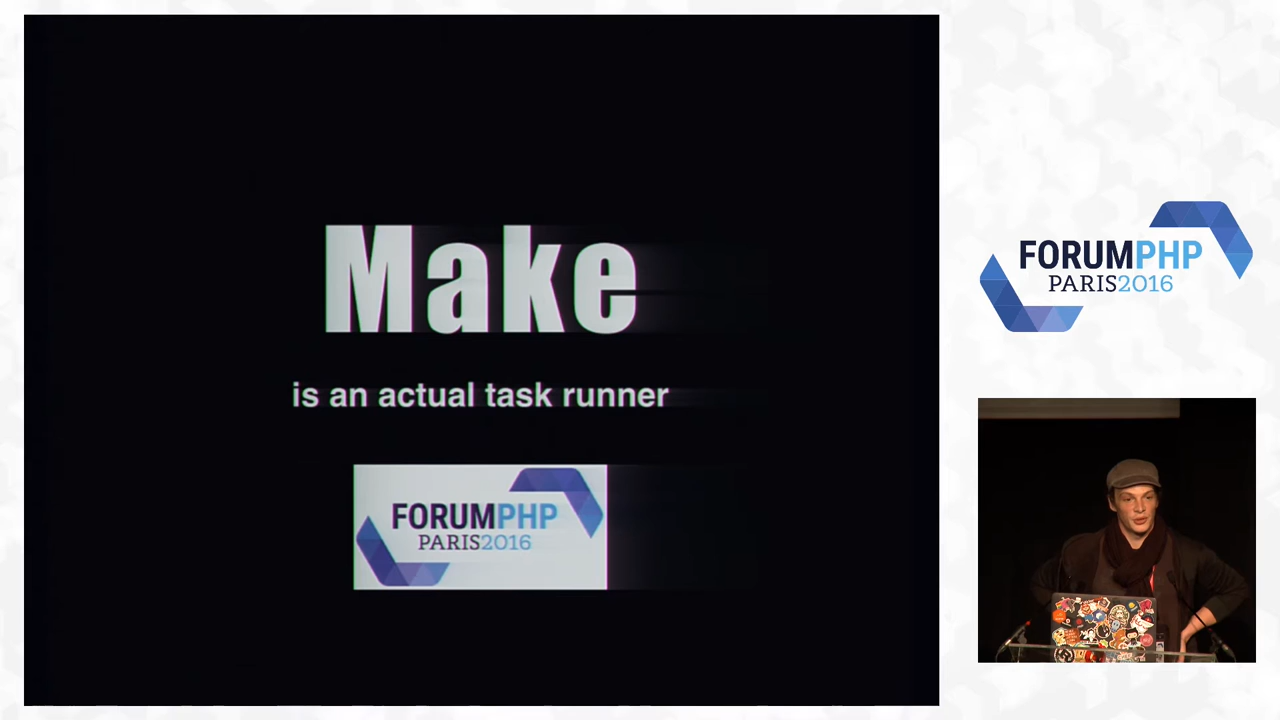 Make
is an actual task runner
FORUMPHP
PARIS2016
FORUMPHP
PARIS2016